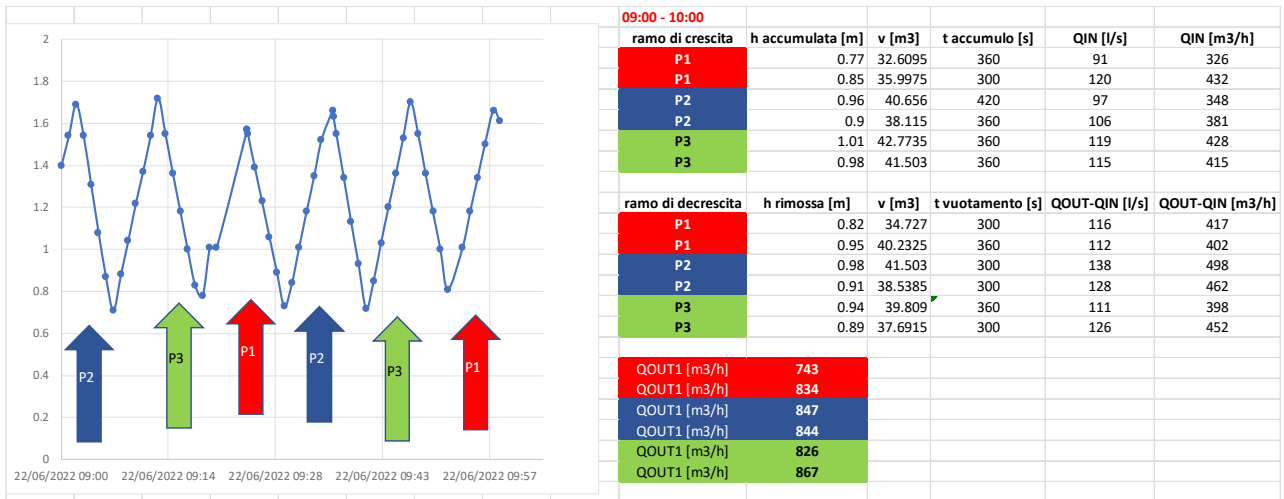 2
1.8
1.6
1.4
1.2
1
0.8
0.6
0.4
0.2
0
22/06/2022 09:00 22/06/2022 09:14 22/06/2022 09:28 22/06/2022 09:43 22/06/2022 09:57
P2
P3
P1
P2
P3
P1
09:00 - 10:00
ramo di crescita h accumulata [m] v [m3] t accumulo [s] QIN [l/s] QIN [m3/h]
P1 0.77 32.6095 360 91 326
P1 0.85 35.9975 300 120 432
P2 0.96 40.656 420 97 348
P2 0.9 38.115 360 106 381
P3 1.01 42.7735 360 119 428
P3 0.98 41.503 360 115 415
ramo di decrescita h rimossa [m] v [m3] t vuotamento [s] QOUT-QIN [l/s] QOUT-QIN [m3/h]
P1 0.82 34.727 300 116 417
P1 0.95 40.2325 360 112 402
P2 0.98 41.503 300 138 498
P2 0.91 38.5385 300 128 462
P3 0.94 39.809 360 111 398
P3 0.89 37.6915 300 126 452
QOUT1 [m3/h] 743
QOUT1 [m3/h] 834
QOUT1 [m3/h] 847
QOUT1 [m3/h] 844
QOUT1 [m3/h] 826
QOUT1 [m3/h] 867